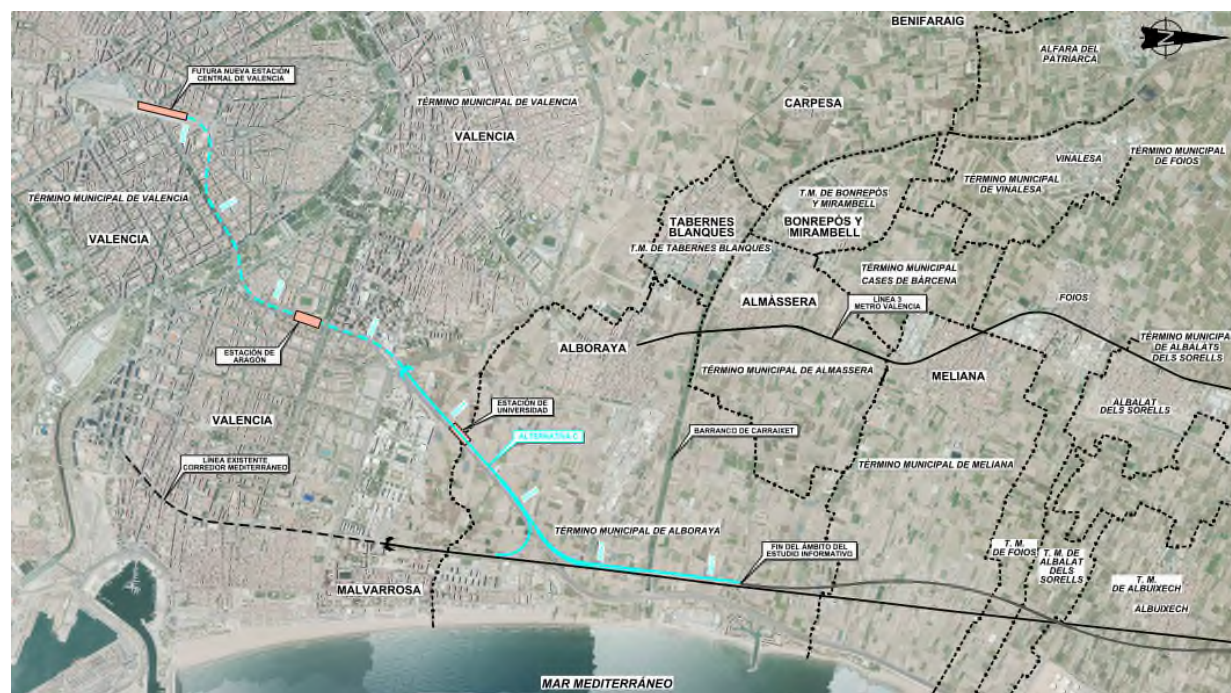 BENIFARAIG
ALFARA DEL
PATRIARCA
N
FUTURA NUEVA ESTACIÓN
CENTRAL DE VALENCIA
TÉRMINO MUNICIPAL DE VALENCIA
CARPESA
VALENCIA
VINALESA
TÉRMINO MUNICIPAL
DE FOIOS
TÉRMINO MUNICIPAL
DE VINALESA
TÉRMINO MUNICIPAL DE VALENCIA
T.M. DE BONREPÒS
Y MIRAMBELL
TABERNES
BLANQUES
BONREPÒS Y
MIRAMBELL
VALENCIA
T.M. DE TABERNES BLANQUES
TÉRMINO MUNICIPAL
CASES DE BÀRCENA
ALMÀSSERA
LÍNEA 3
METRO VALENCIA
FOIOS
ESTACIÓN DE
ARAGÓN
ALBORAYA
TÉRMINO MUNICIPAL
DE ALBALATS
DELS SORELLS
TÉRMINO MUNICIPAL DE ALMASSERA
MELIANA
ESTACIÓN DE
UNIVERSIDAD
ALBALAT
DELS SORELLS
VALENCIA
BARRANCO DE CARRAIXET
ALTERNATIVA C
LÍNEA EXISTENTE
CORREDOR MEDITERRÁNEO
TÉRMINO MUNICIPAL DE MELIANA
TÉRMINO MUNICIPAL DE ALBORAYA
FIN DEL ÁMBITO DEL
ESTUDIO INFORMATIVO
T. M.
DE FOIOS
T. M. DE
ALBALAT
DELS
SORELLS
T. M.
DE ALBUIXECH
MALVARROSA
ALBUIXECH
MAR MEDITERRÁNEO